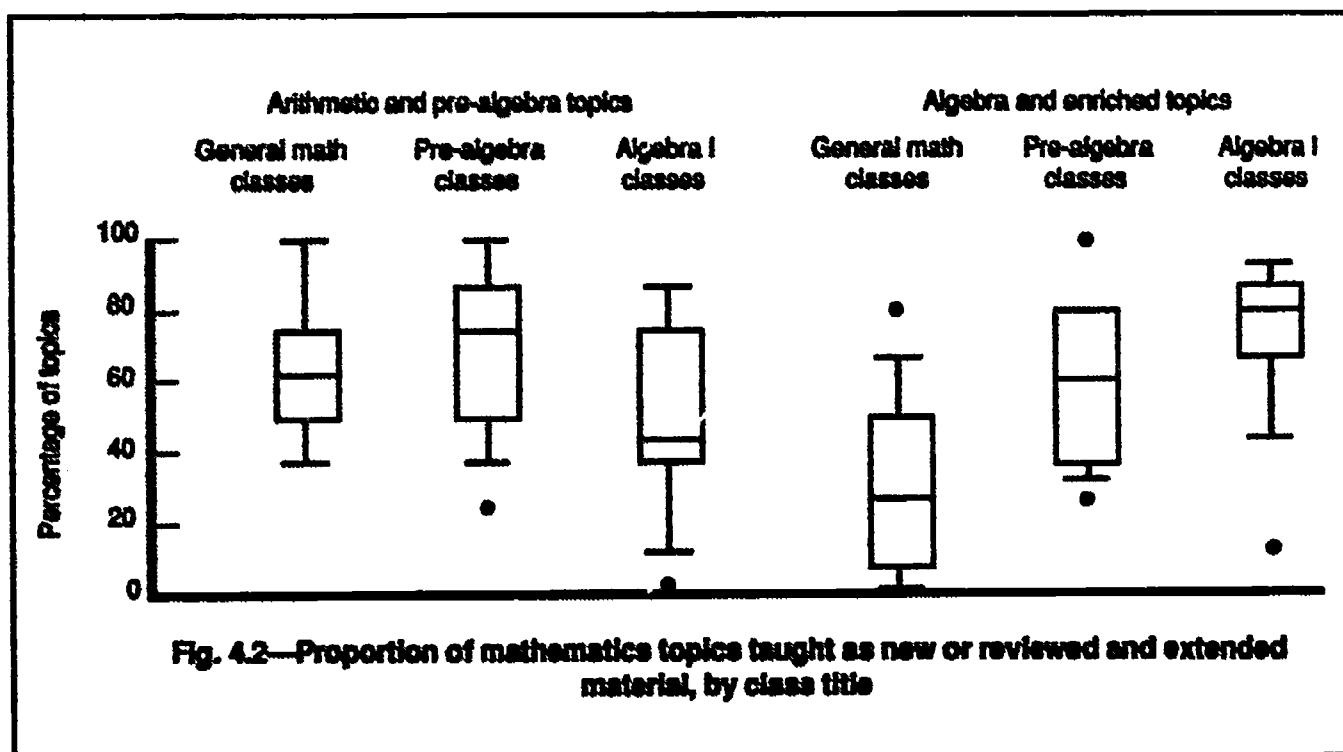 Arithmetic and pre-algebra topics
Algebra and enriched topics
General math classes
Pre-algebra classes
Algebra I classes
General math classes
Pre-algebra classes
Algebra I classes
Percentage of topics
100
80
60
40
20
0
Fig. 4.2—Proportion of mathematics topics taught as new or reviewed and extended
material, by class title